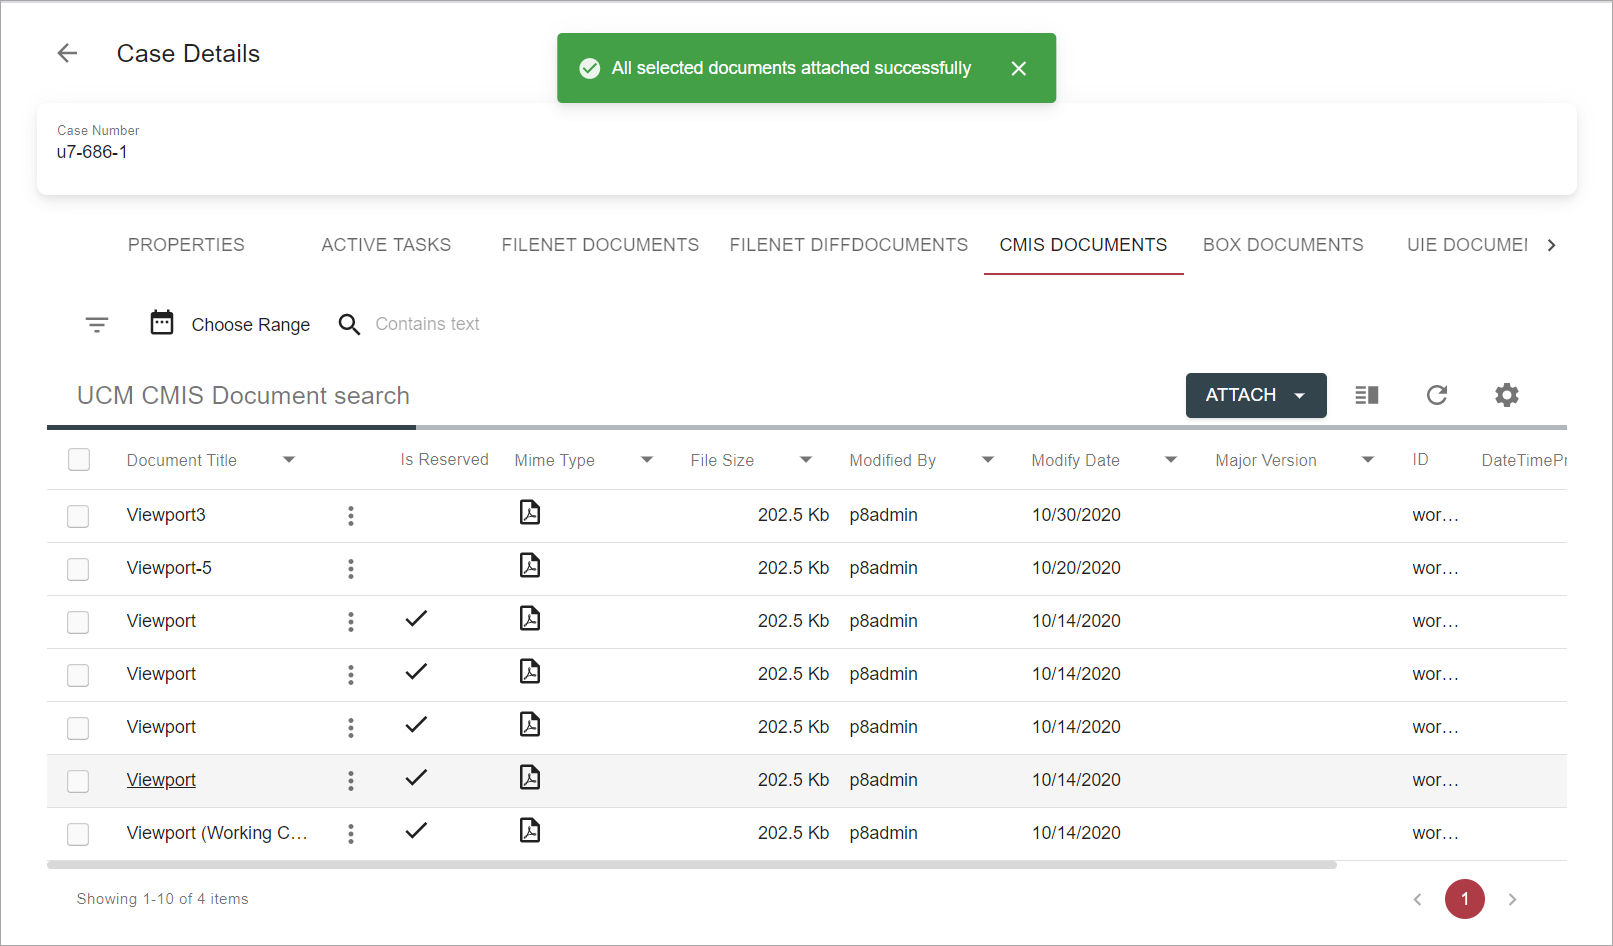 Case Details
All selected documents attached successfully
Case Number
u7-686-1
PROPERTIES ACTIVE TASKS FILENET DOCUMENTS FILENET DIFFDOCUMENTS CMIS DOCUMENTS BOX DOCUMENTS UIE DOCUMEN
Choose Range Contains text
UCM CMIS Document search ATTACH
Document Title Is Reserved Mime Type File Size Modified By Modify Date Major Version ID DateTimePr
Viewport3 202.5 Kb p8admin 10/30/2020 wor...
Viewport-5 202.5 Kb p8admin 10/20/2020 wor...
Viewport 202.5 Kb p8admin 10/14/2020 wor...
Viewport 202.5 Kb p8admin 10/14/2020 wor...
Viewport 202.5 Kb p8admin 10/14/2020 wor...
Viewport 202.5 Kb p8admin 10/14/2020 wor...
Viewport (Working C... 202.5 Kb p8admin 10/14/2020 wor...
Showing 1-10 of 4 items 1